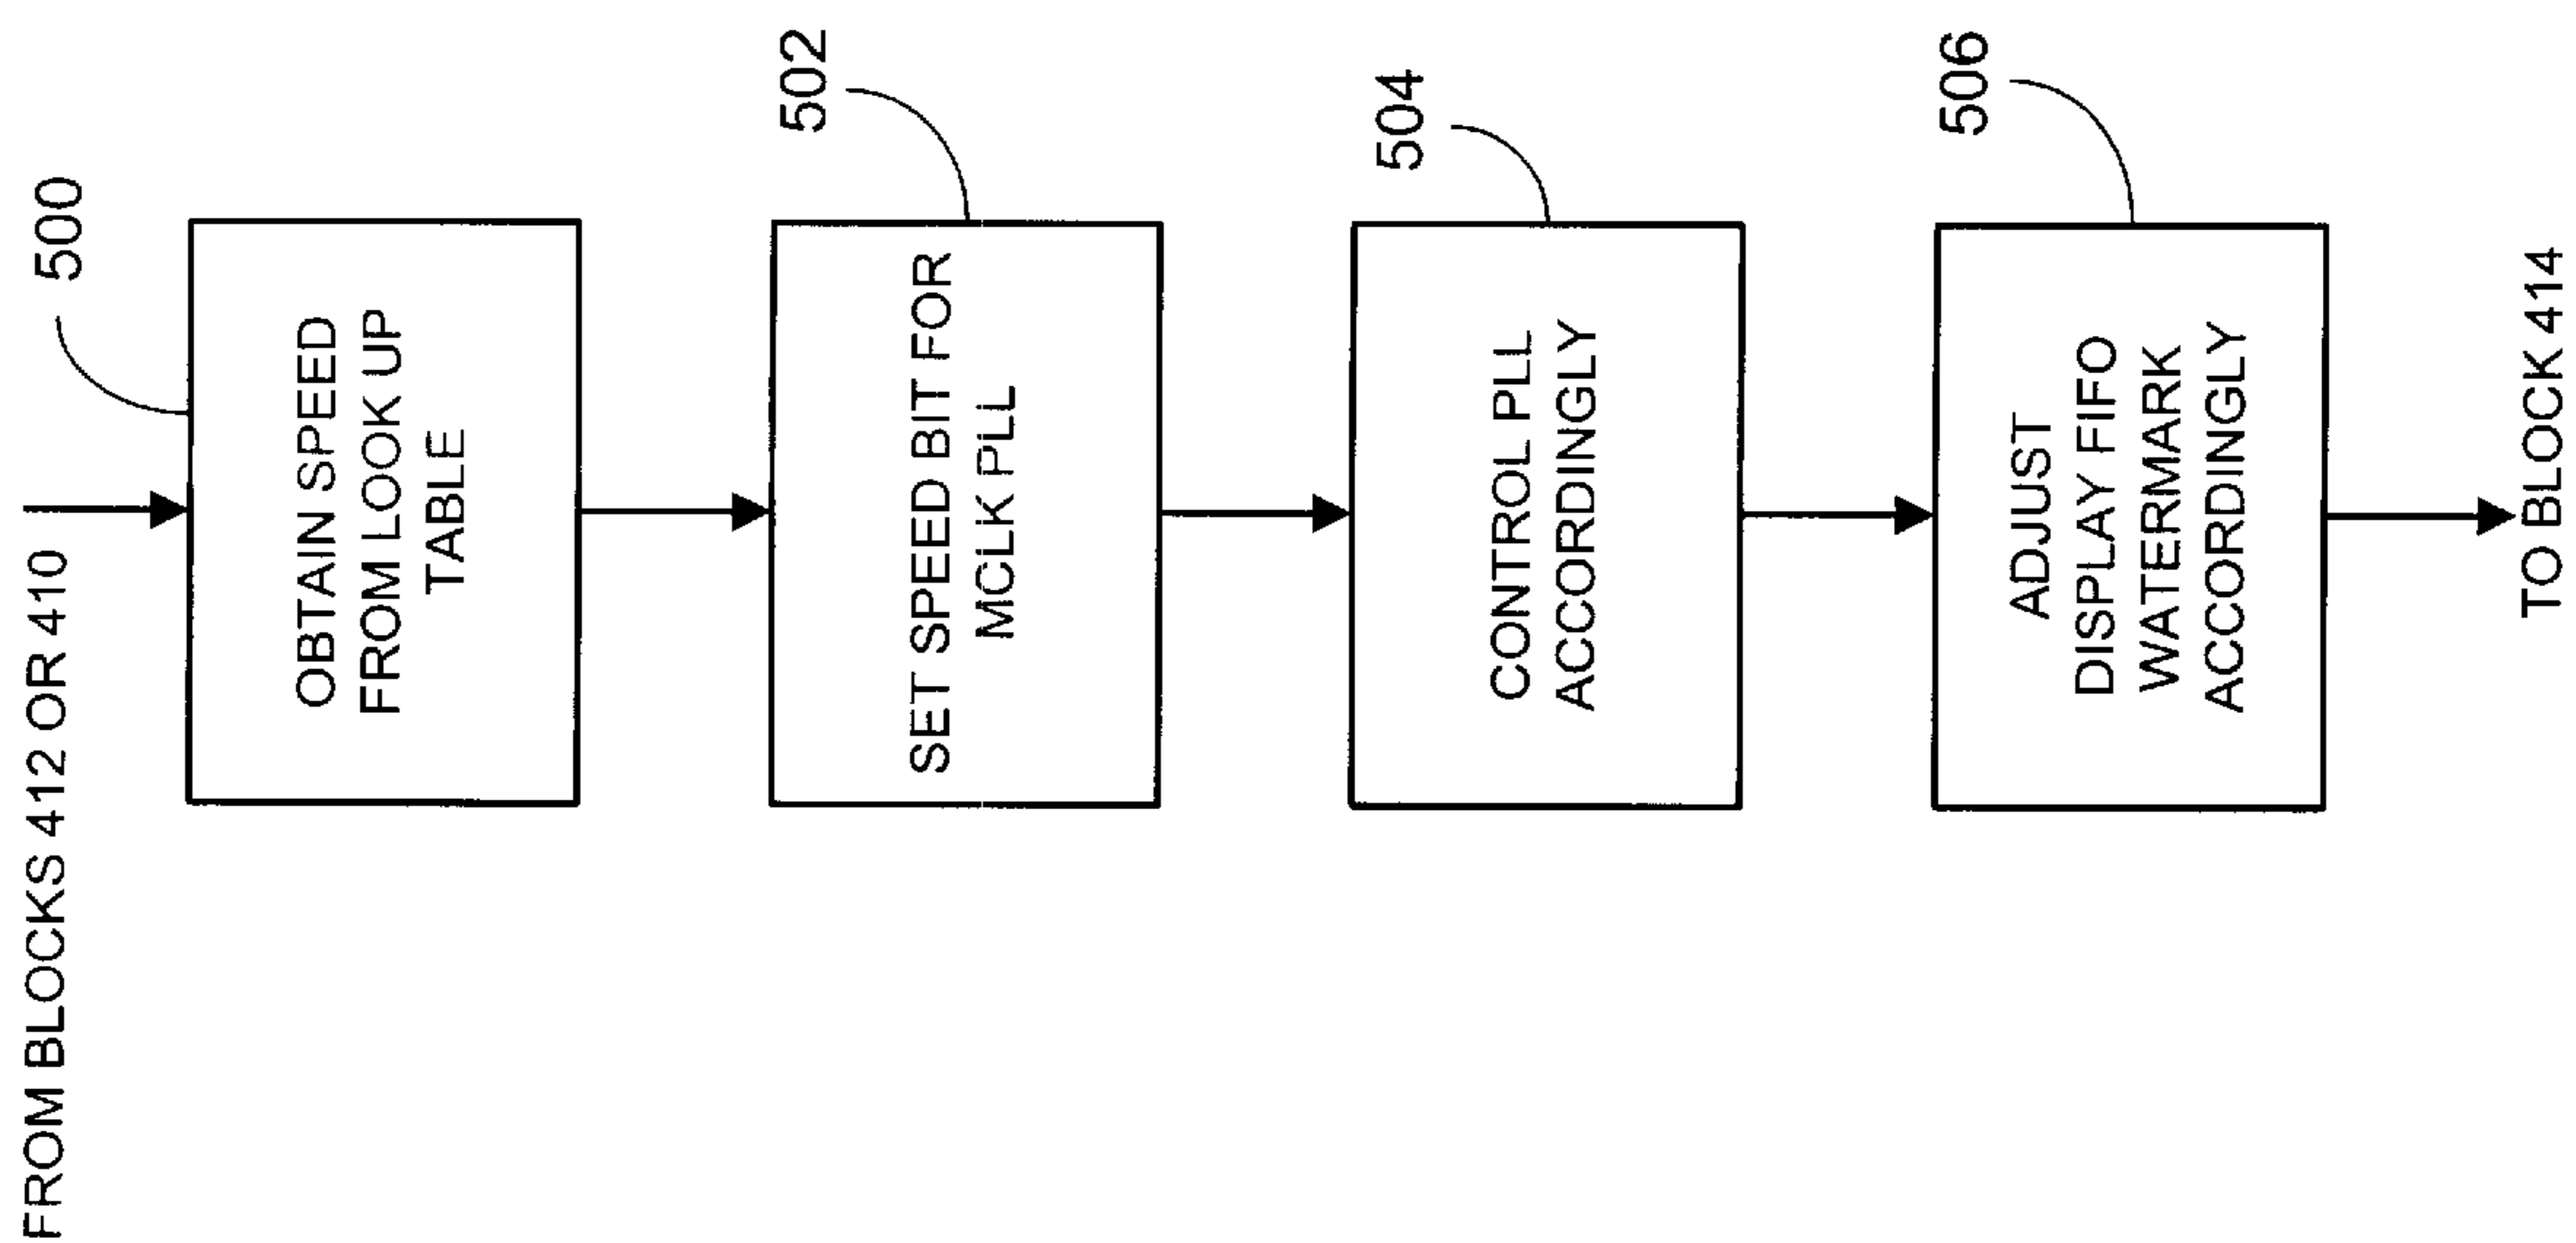 FROM BLOCKS 412 OR 410
500
OBTAIN SPEED
FROM LOOK UP
TABLE
502
SET SPEED BIT FOR
MCLK PLL
504
CONTROL PLL
ACCORDINGLY
506
ADJUST
DISPLAY FIFO
WATERMARK
ACCORDINGLY
TO BLOCK 414